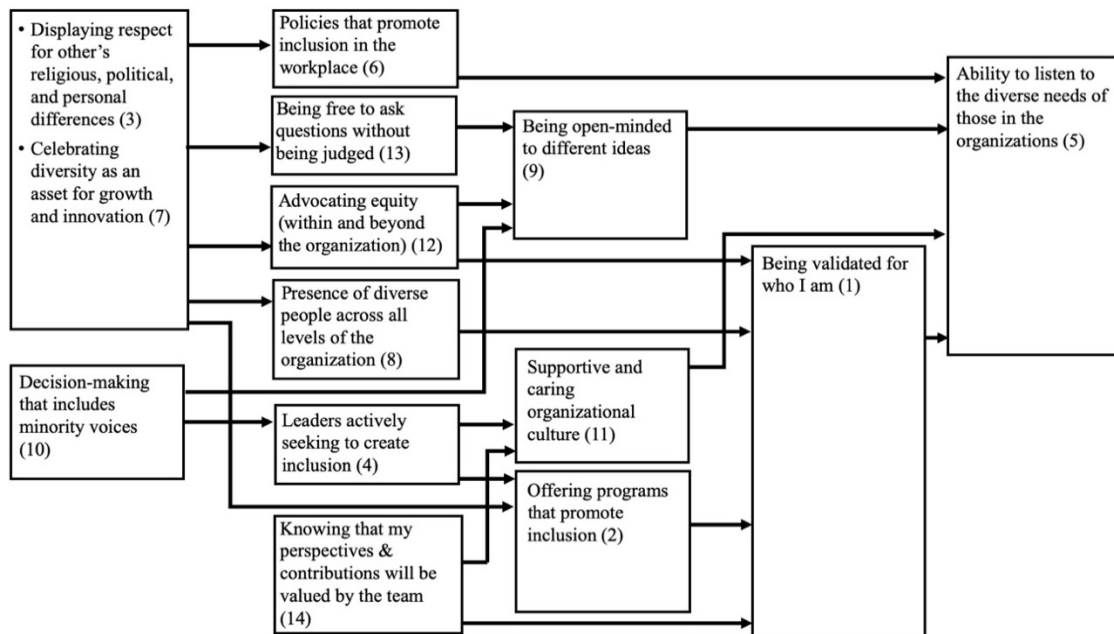 • Displaying respect
for other's
religious, political,
and personal
differences (3)
• Celebrating
diversity as an
asset for growth
and innovation (7)
Decision-making
that includes
minority voices
(10)
Policies that promote
inclusion in the
workplace (6)
Being free to ask
questions without
being judged (13)
Advocating equity
(within and beyond
the organization) (12)
Presence of diverse
people across all
levels of the
organization (8)
Leaders actively
seeking to create
inclusion (4)
Knowing that my
perspectives &
contributions will be
valued by the team
(14)
Being open-minded
to different ideas
(9)
Supportive and
caring
organizational
culture (11)
Offering programs
that promote
inclusion (2)
Being validated for
who I am (1)
Ability to listen to
the diverse needs of
those in the
organizations (5)